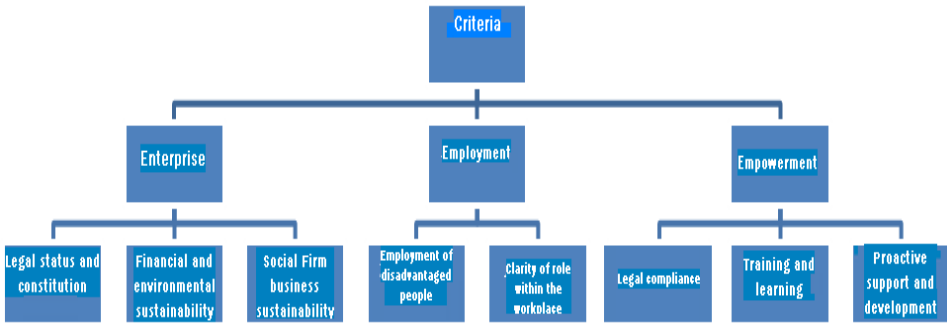 Criteria
Enterprise
Employment
Empowerment
Legal status and
constitution
Financial and
environmental
sustainability
Social Firm
business
sustainability
Employment of
disadvantaged
people
Clarity of role
within the
workplace
Legal compliance
Training and
learning
Proactive
support and
development